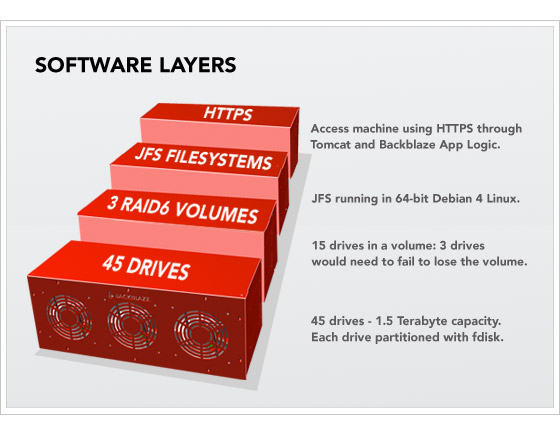 SOFTWARE LAYERS
HTTPS
Access machine using HTTPS through
Tomcat and Backblaze App Logic.
JFS FILESYSTEMS
JFS running in 64-bit Debian 4 Linux.
3 RAID6 VOLUMES
15 drives in a volume: 3 drives
would need to fail to lose the volume.
45 DRIVES
BACKBLAZE
45 drives - 1.5 Terabyte capacity.
Each drive partitioned with fdisk.